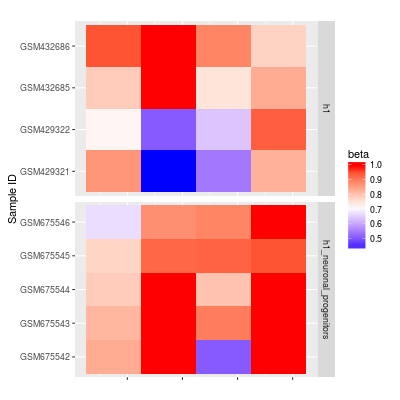 GSM432686
GSM432685
GSM429322
GSM429321
h1
GSM675546
GSM675545
GSM675544
GSM675543
GSM675542
h1_neuronal_progenitors
Sample ID
beta
1.0
0.9
0.8
0.7
0.6
0.5